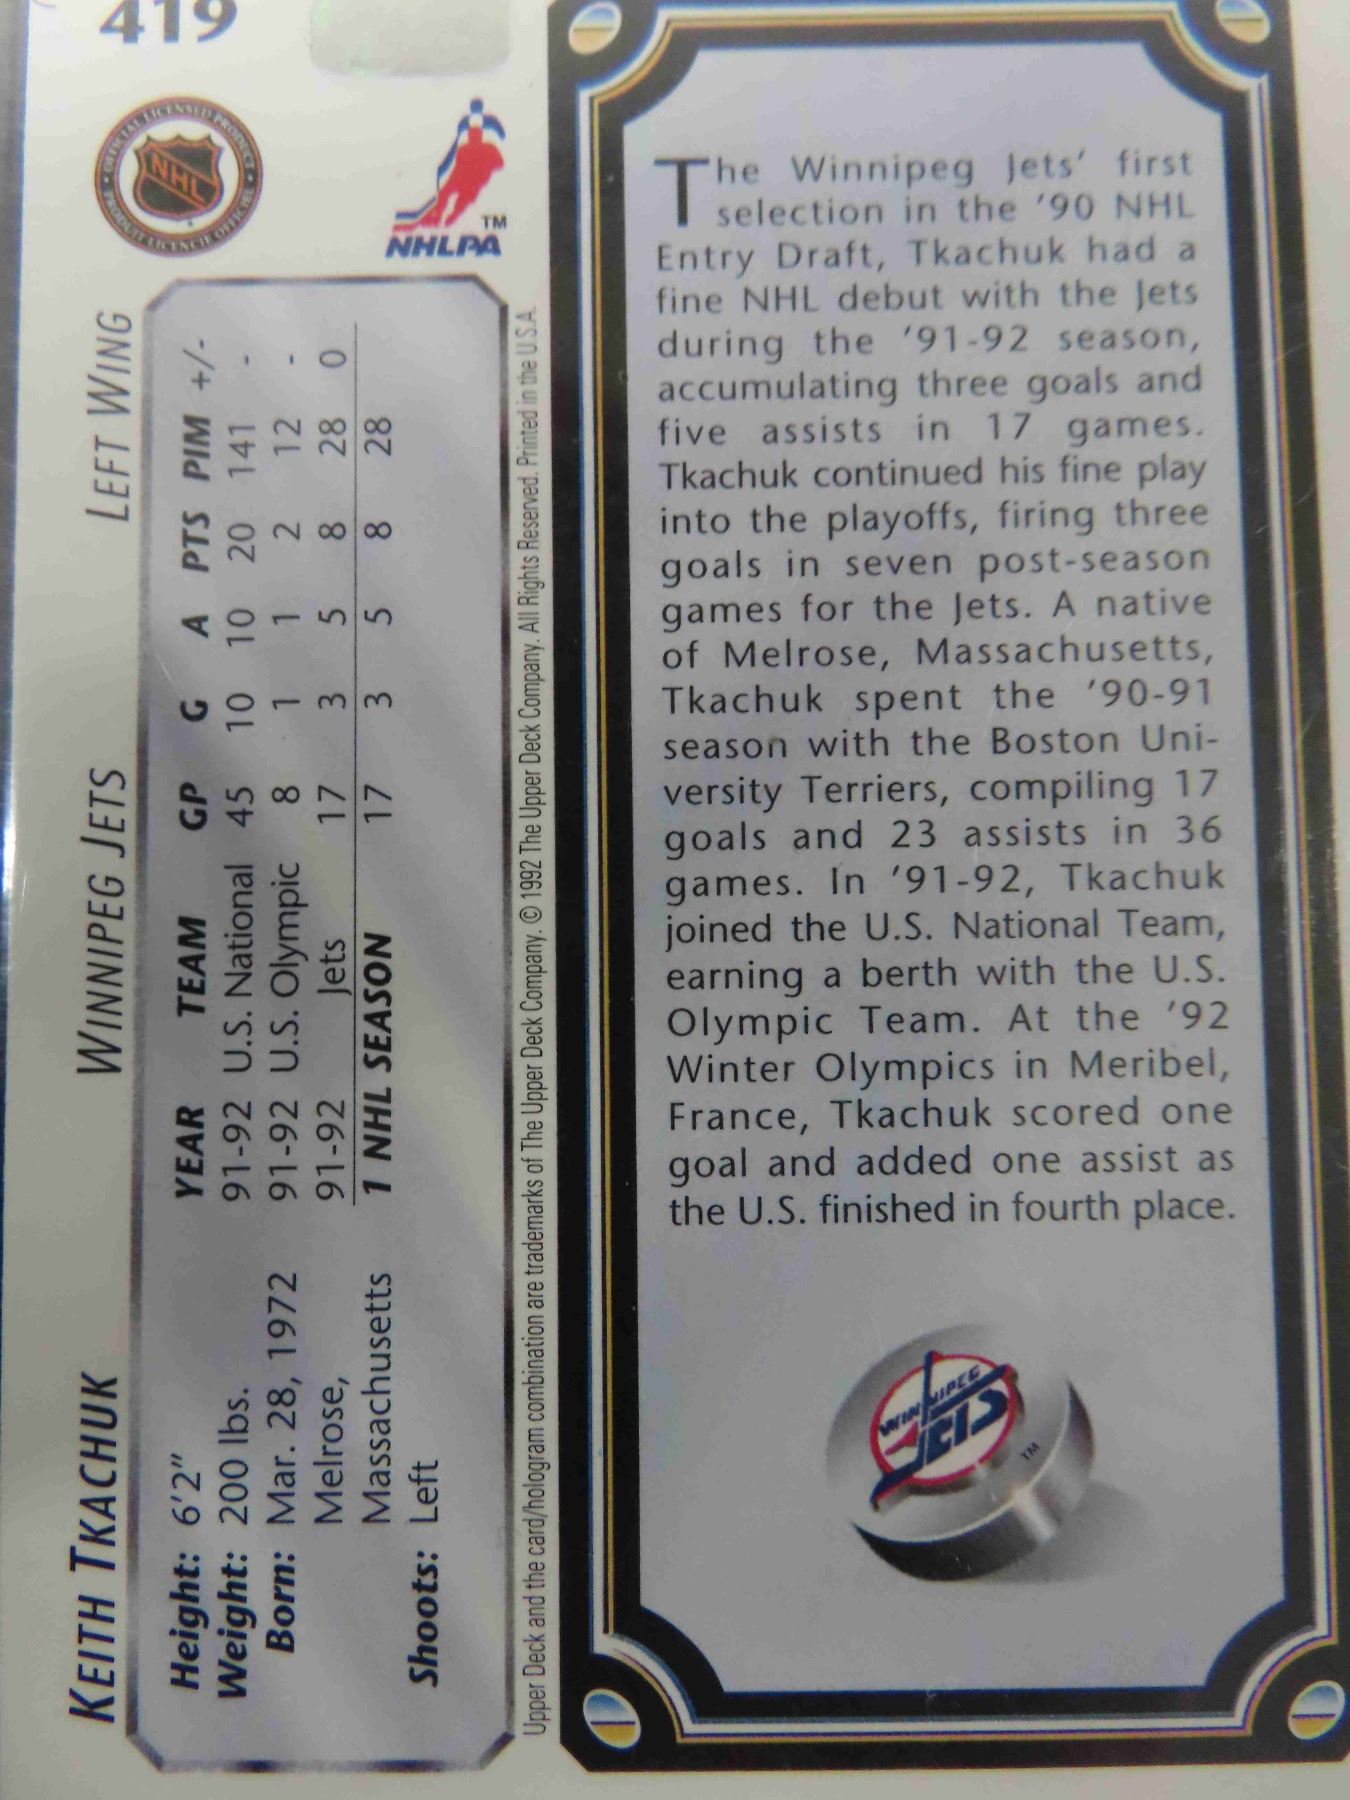 419
OFFICIAL LICENSED PRODUCT
NHL
PRODUIT LICENCIE OFFICIEL
TM
NHLPA
KEITH TKACHUK WINNIPEG JETS LEFT WING
Height: 6'2"
Weight: 200 lbs.
Born: Mar. 28, 1972
Melrose,
Massachusetts
Shoots: Left
YEAR TEAM GP G A PTS PIM +/-
91-92 U.S. National 45 10 10 20 141 -
91-92 U.S. Olympic 8 1 1 2 12 -
91-92 Jets 17 3 5 8 28 0
1 NHL SEASON 17 3 5 8 28
Upper Deck and the card/hologram combination are trademarks of The Upper Deck Company. © 1992 The Upper Deck Company. All Rights Reserved. Printed in the U.S.A.
The Winnipeg Jets' first
selection in the '90 NHL
Entry Draft, Tkachuk had a
fine NHL debut with the Jets
during the '91-92 season,
accumulating three goals and
five assists in 17 games.
Tkachuk continued his fine play
into the playoffs, firing three
goals in seven post-season
games for the Jets. A native
of Melrose, Massachusetts,
Tkachuk spent the '90-91
season with the Boston Uni-
versity Terriers, compiling 17
goals and 23 assists in 36
games. In '91-92, Tkachuk
joined the U.S. National Team,
earning a berth with the U.S.
Olympic Team. At the '92
Winter Olympics in Meribel,
France, Tkachuk scored one
goal and added one assist as
the U.S. finished in fourth place.
WINNIPEG
JETS
TM